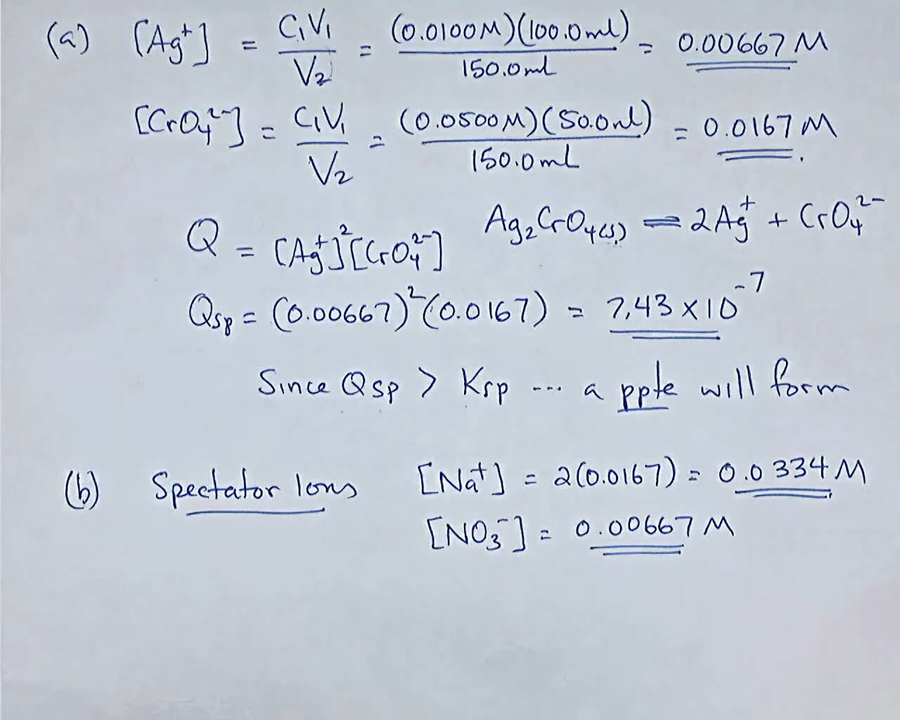 (a) [Ag⁺] = C₁V₁/V₂ = (0.0100M)(100.0ml)/150.0ml = 0.00667 M
[CrO₄²⁻] = C₁V₁/V₂ = (0.0500M)(50.0ml)/150.0mL = 0.0167 M.
Ag₂CrO₄(s) = 2Ag⁺ + CrO₄²⁻
Q = [Ag⁺]²[CrO₄²⁻]
Qsp = (0.00667)²(0.0167) = 7.43 × 10⁻⁷
Since Qsp > Ksp ... a ppte will form
(b) Spectator Ions [Na⁺] = 2(0.0167) = 0.0334 M
[NO₃⁻] = 0.00667 M